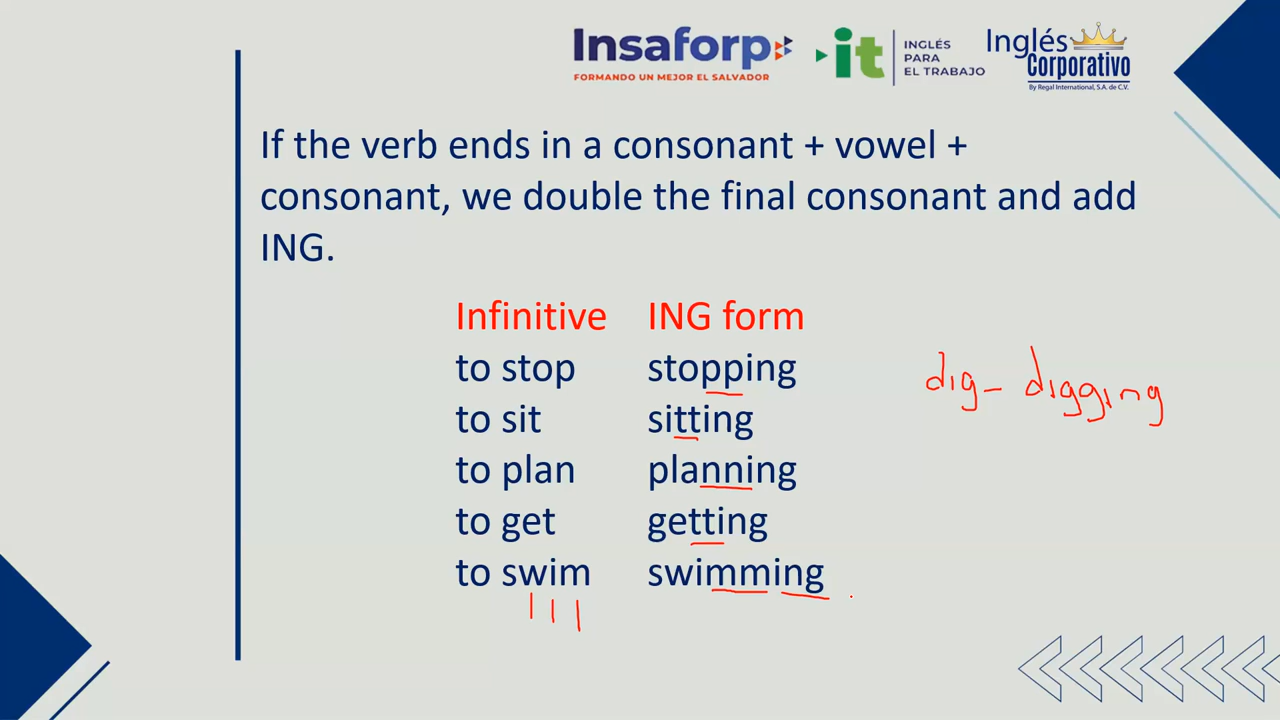 Insaforp
FORMANDO UN MEJOR EL SALVADOR
it
INGLÉS
PARA
EL TRABAJO
Inglés
Corporativo
By Regal International, S.A. de C.V.
If the verb ends in a consonant + vowel +
consonant, we double the final consonant and add
ING.
Infinitive ING form
to stop stopping
to sit sitting
to plan planning
to get getting
to swim swimming
dig - digging